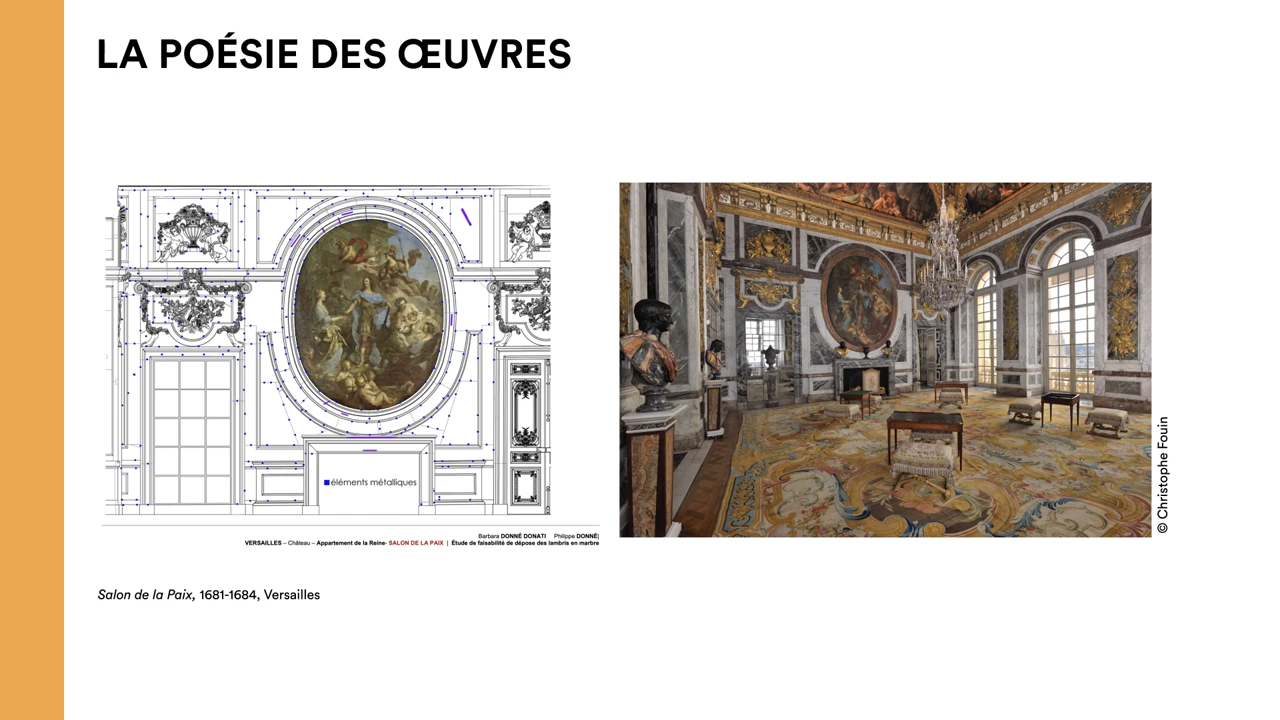 LA POÉSIE DES ŒUVRES
éléments métalliques
Barbara DONNÉ DONATI Philippe DONNÉ|
VERSAILLES – Château – Appartement de la Reine- SALON DE LA PAIX | Étude de faisabilité de dépose des lambris en marbre
© Christophe Fouin
Salon de la Paix, 1681-1684, Versailles